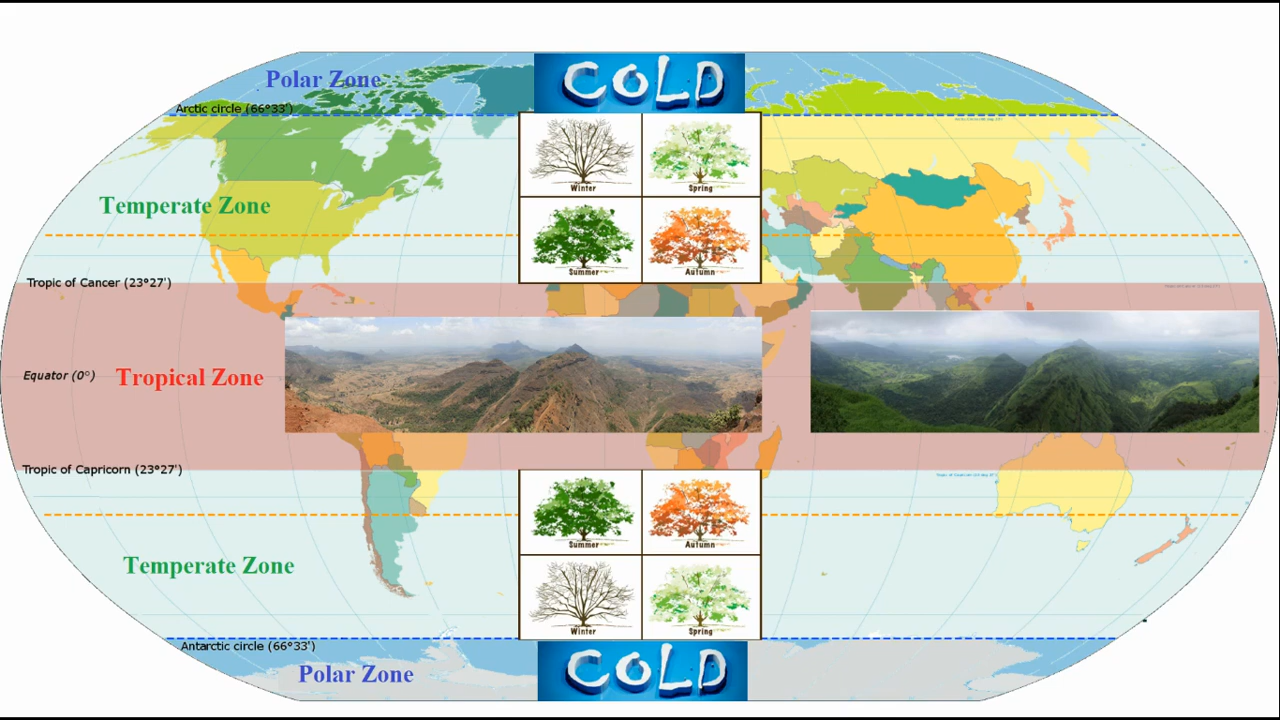 COLD
Polar Zone
Arctic circle (66°33')
Winter
Spring
Temperate Zone
Summer
Autumn
Tropic of Cancer (23°27')
Equator (0°)
Tropical Zone
Tropic of Capricorn (23°27')
Summer
Autumn
Temperate Zone
Winter
Spring
Antarctic circle (66°33')
Polar Zone
COLD